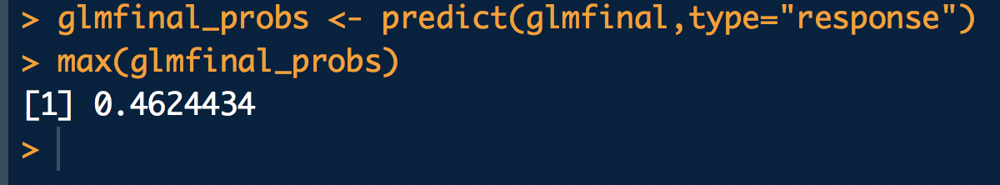 > glmfinal_probs <- predict(glmfinal,type="response")
> max(glmfinal_probs)
[1] 0.4624434
>